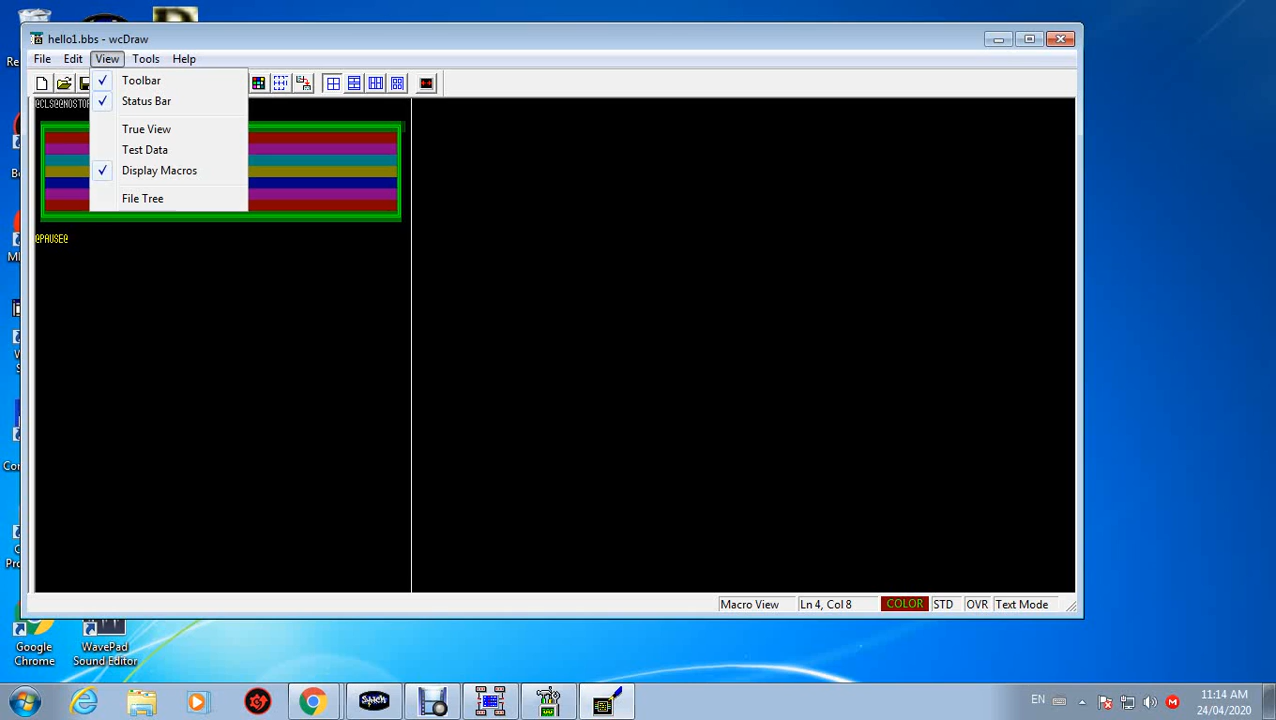 hello1.bbs - wcDraw
File Edit View Tools Help
Toolbar
Status Bar
True View
Test Data
Display Macros
File Tree
@PAUSE@
Macro View Ln 4, Col 8 COLOR STD OVR Text Mode
Google
Chrome
WavePad
Sound Editor
EN
11:14 AM
24/04/2020